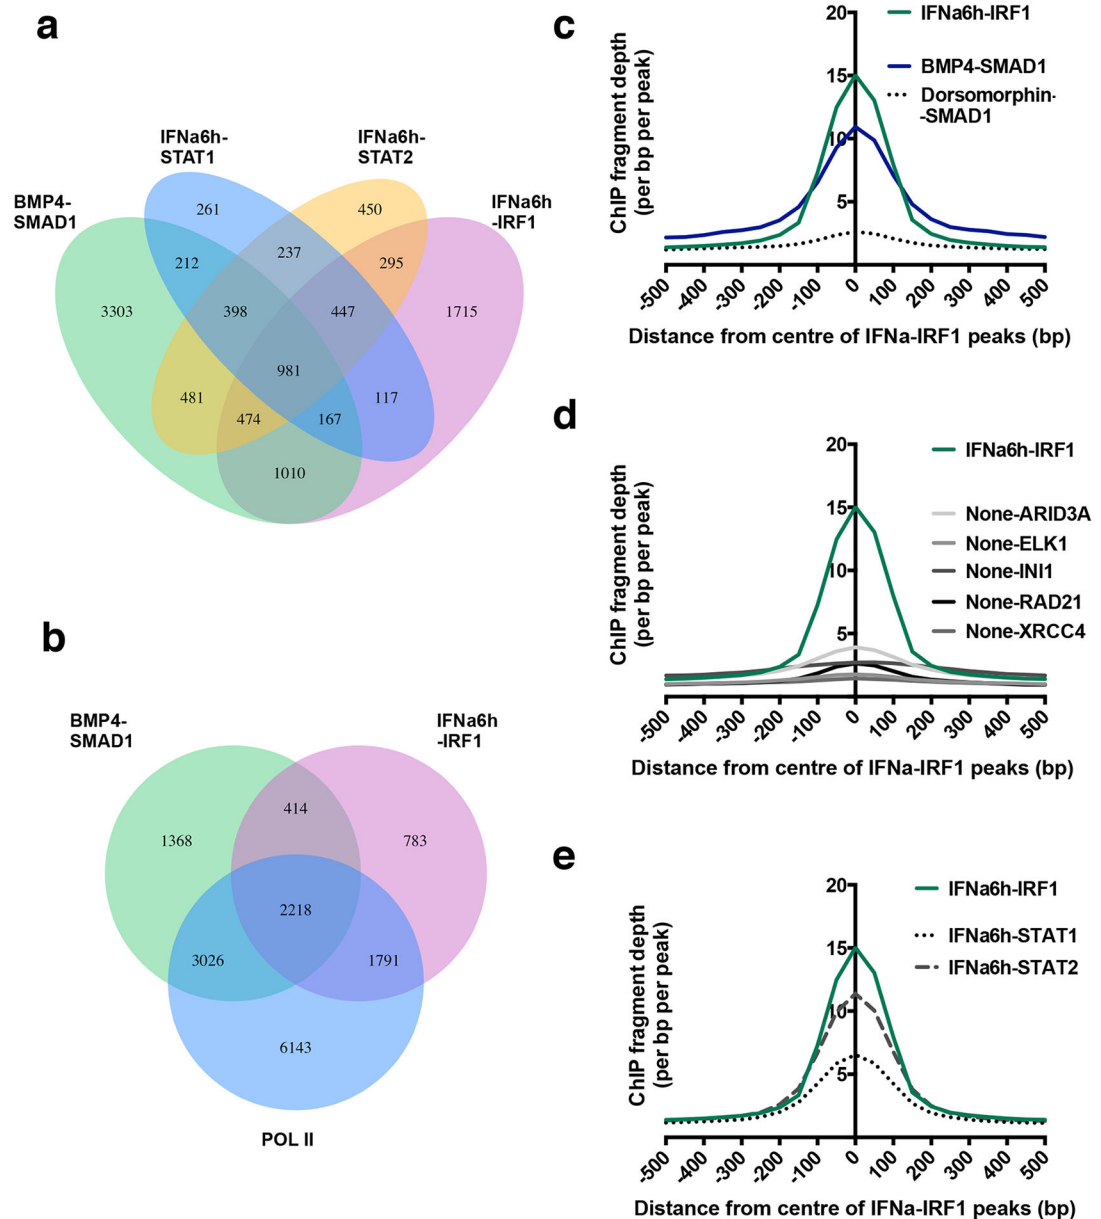 a
IFNa6h-
STAT1
IFNa6h-
STAT2
BMP4-
SMAD1
IFNa6h
-IRF1
261
450
212
237
295
3303
398
447
1715
981
481
474
167
117
1010
b
BMP4-
SMAD1
IFNa6h
-IRF1
414
1368
783
2218
3026
1791
6143
POL II
c
ChIP fragment depth
(per bp per peak)
20
15
10
5
IFNa6h-IRF1
BMP4-SMAD1
Dorsomorphin-
-SMAD1
-500
-400
-300
-200
-100
0
100
200
300
400
500
Distance from centre of IFNa-IRF1 peaks (bp)
d
ChIP fragment depth
(per bp per peak)
20
15
10
5
IFNa6h-IRF1
None-ARID3A
None-ELK1
None-INI1
None-RAD21
None-XRCC4
-500
-400
-300
-200
-100
0
100
200
300
400
500
Distance from centre of IFNa-IRF1 peaks (bp)
e
ChIP fragment depth
(per bp per peak)
20
15
10
5
IFNa6h-IRF1
IFNa6h-STAT1
IFNa6h-STAT2
-500
-400
-300
-200
-100
0
100
200
300
400
500
Distance from centre of IFNa-IRF1 peaks (bp)